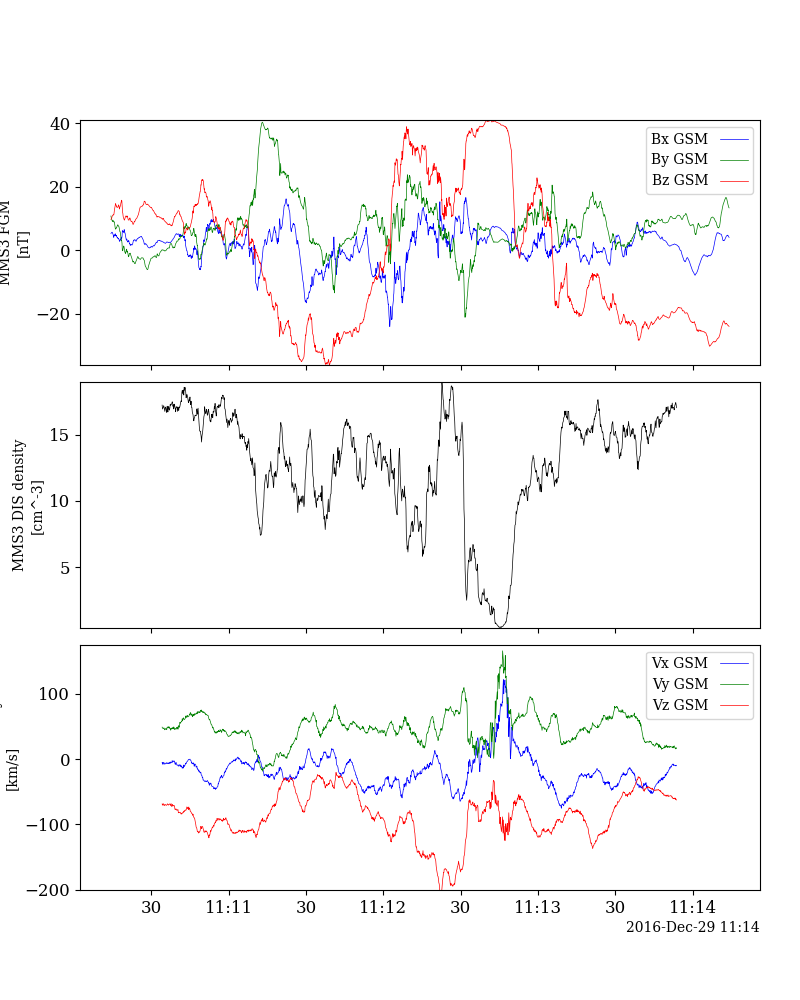 40
20
0
−20
MMS3 FGM
[nT]
Bx GSM
By GSM
Bz GSM
15
10
5
MMS3 DIS density
[cm^-3]
100
0
−100
−200
[km/s]
Vx GSM
Vy GSM
Vz GSM
30 11:11 30 11:12 30 11:13 30 11:14
2016-Dec-29 11:14